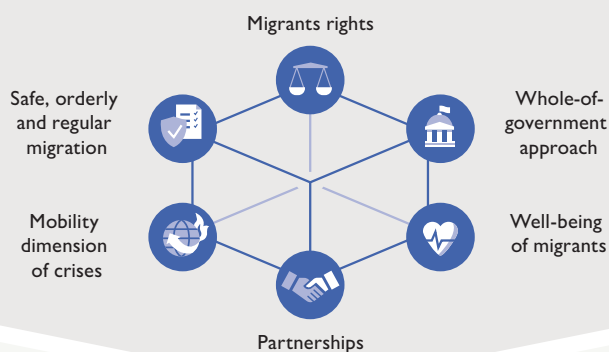 Migrants rights
Safe, orderly
and regular
migration
Whole-of-
government
approach
Mobility
dimension
of crises
Well-being
of migrants
Partnerships